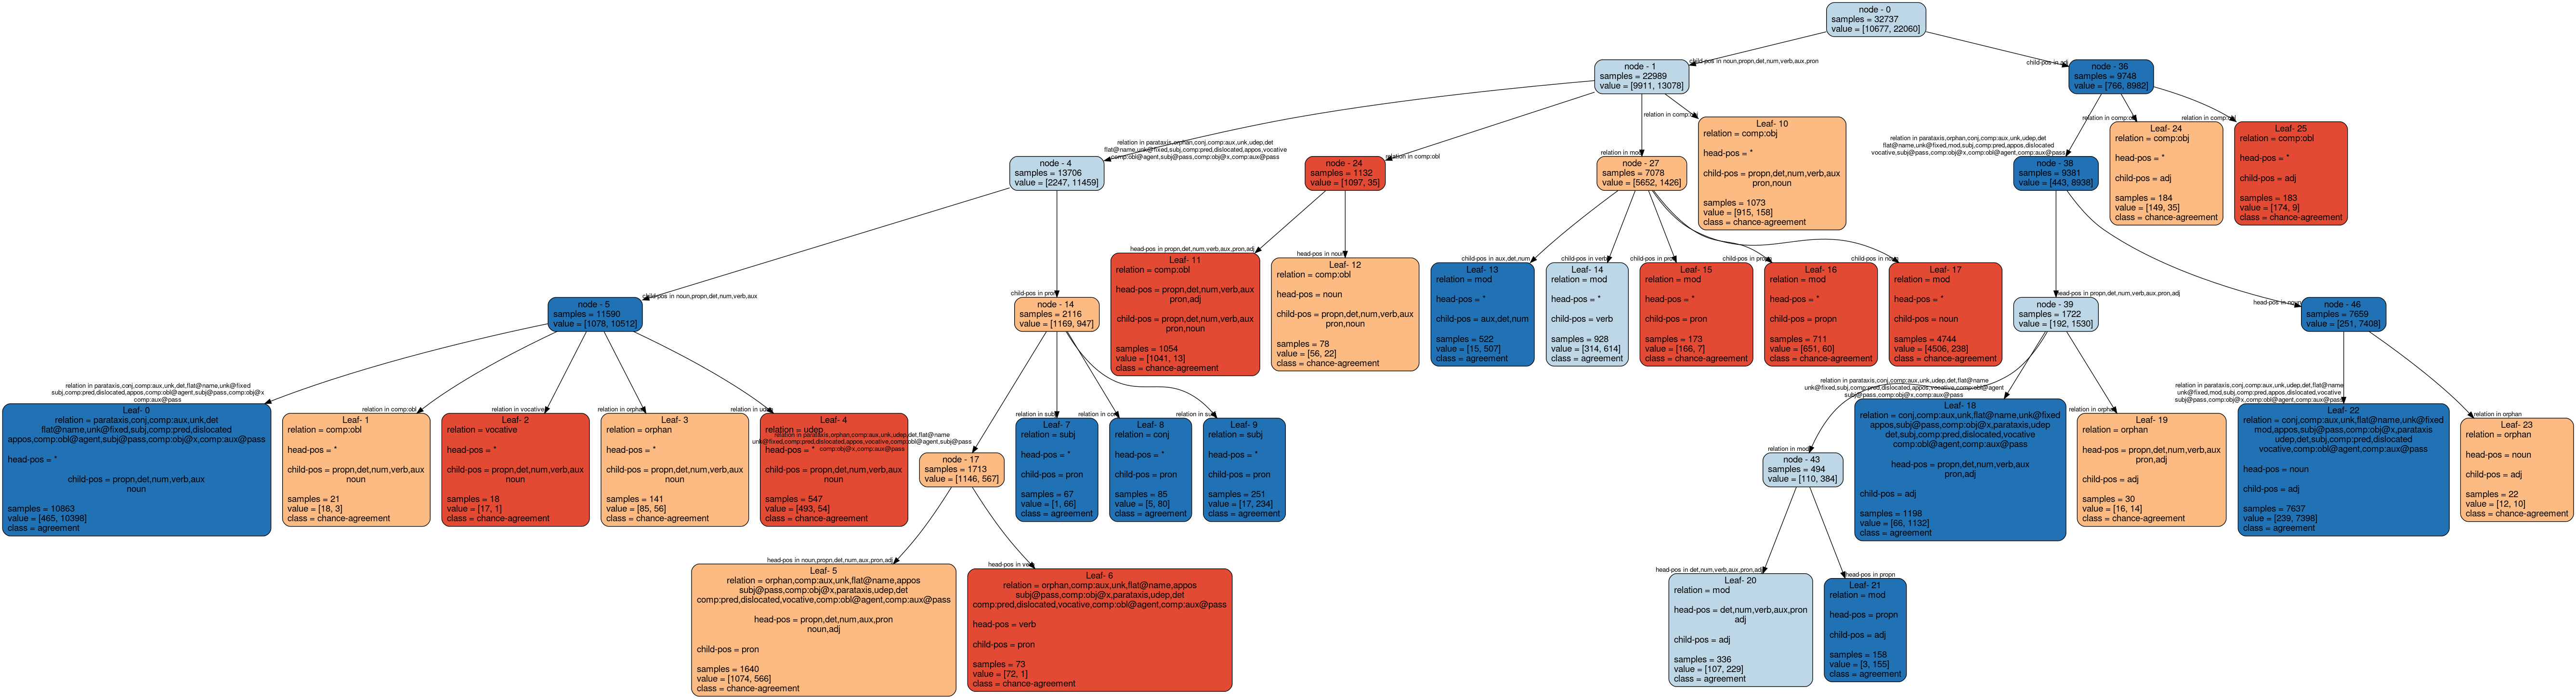 node - 0
samples = 32737
value = [10677, 22060]
child-pos in noun,propn,det,num,verb,aux,pron
node - 1
samples = 22989
value = [9911, 13078]
child-pos in adj
node - 36
samples = 9748
value = [766, 8982]
relation in parataxis,orphan,conj,comp:aux,unk,udep,det
flat@name,unk@fixed,subj,comp:pred,dislocated,appos,vocative
comp:obl@agent,subj@pass,comp:obj@x,comp:aux@pass
node - 4
samples = 13706
value = [2247, 11459]
relation in comp:obl
node - 24
samples = 1132
value = [1097, 35]
relation in mod
node - 27
samples = 7078
value = [5652, 1426]
relation in comp:obj
Leaf- 10
relation = comp:obj
head-pos = *
child-pos = propn,det,num,verb,aux
pron,noun
samples = 1073
value = [915, 158]
class = chance-agreement
relation in parataxis,orphan,conj,comp:aux,unk,udep,det
flat@name,unk@fixed,mod,subj,comp:pred,appos,dislocated
vocative,subj@pass,comp:obj@x,comp:obl@agent,comp:aux@pass
node - 38
samples = 9381
value = [443, 8938]
Leaf- 24
relation = comp:obj
head-pos = *
child-pos = adj
samples = 184
value = [149, 35]
class = chance-agreement
Leaf- 25
relation = comp:obl
head-pos = *
child-pos = adj
samples = 183
value = [174, 9]
class = chance-agreement
child-pos in noun,propn,det,num,verb,aux
node - 5
samples = 11590
value = [1078, 10512]
child-pos in pron
node - 14
samples = 2116
value = [1169, 947]
head-pos in propn,det,num,verb,aux,pron,adj
Leaf- 11
relation = comp:obl
head-pos = propn,det,num,verb,aux
pron,adj
child-pos = propn,det,num,verb,aux
pron,noun
samples = 1054
value = [1041, 13]
class = chance-agreement
head-pos in noun
Leaf- 12
relation = comp:obl
head-pos = noun
child-pos = propn,det,num,verb,aux
pron,noun
samples = 78
value = [56, 22]
class = chance-agreement
child-pos in aux,det,num
Leaf- 13
relation = mod
head-pos = *
child-pos = aux,det,num
samples = 522
value = [15, 507]
class = agreement
child-pos in verb
Leaf- 14
relation = mod
head-pos = *
child-pos = verb
samples = 928
value = [314, 614]
class = agreement
child-pos in pron
Leaf- 15
relation = mod
head-pos = *
child-pos = pron
samples = 173
value = [166, 7]
class = chance-agreement
child-pos in propn
Leaf- 16
relation = mod
head-pos = *
child-pos = propn
samples = 711
value = [651, 60]
class = chance-agreement
child-pos in noun
Leaf- 17
relation = mod
head-pos = *
child-pos = noun
samples = 4744
value = [4506, 238]
class = chance-agreement
head-pos in propn,det,num,verb,aux,pron,adj
node - 39
samples = 1722
value = [192, 1530]
head-pos in noun
node - 46
samples = 7659
value = [251, 7408]
relation in parataxis,conj,comp:aux,unk,det,flat@name,unk@fixed
subj,comp:pred,dislocated,appos,comp:obl@agent,subj@pass,comp:obj@x
comp:aux@pass
Leaf- 0
relation = parataxis,conj,comp:aux,unk,det
flat@name,unk@fixed,subj,comp:pred,dislocated
appos,comp:obl@agent,subj@pass,comp:obj@x,comp:aux@pass
head-pos = *
child-pos = propn,det,num,verb,aux
noun
samples = 10863
value = [465, 10398]
class = agreement
relation in comp:obl
Leaf- 1
relation = comp:obl
head-pos = *
child-pos = propn,det,num,verb,aux
noun
samples = 21
value = [18, 3]
class = chance-agreement
relation in vocative
Leaf- 2
relation = vocative
head-pos = *
child-pos = propn,det,num,verb,aux
noun
samples = 18
value = [17, 1]
class = chance-agreement
relation in orphan
Leaf- 3
relation = orphan
head-pos = *
child-pos = propn,det,num,verb,aux
noun
samples = 141
value = [85, 56]
class = chance-agreement
relation in udep
Leaf- 4
relation = udep
head-pos = *
child-pos = propn,det,num,verb,aux
noun
samples = 547
value = [493, 54]
class = chance-agreement
relation in parataxis,orphan,comp:aux,unk,udep,det,flat@name
unk@fixed,comp:pred,dislocated,appos,vocative,comp:obl@agent,subj@pass
comp:obj@x,comp:aux@pass
node - 17
samples = 1713
value = [1146, 567]
Leaf- 7
relation = subj
head-pos = *
child-pos = pron
samples = 67
value = [1, 66]
class = agreement
Leaf- 8
relation = conj
head-pos = *
child-pos = pron
samples = 85
value = [5, 80]
class = agreement
Leaf- 9
relation = subj
head-pos = *
child-pos = pron
samples = 251
value = [17, 234]
class = agreement
relation in mod
node - 43
samples = 494
value = [110, 384]
relation in parataxis,conj,comp:aux,unk,udep,det,flat@name
unk@fixed,subj,comp:pred,dislocated,appos,vocative,comp:obl@agent
subj@pass,comp:obj@x,comp:aux@pass
Leaf- 18
relation = conj,comp:aux,unk,flat@name,unk@fixed
appos,subj@pass,comp:obj@x,parataxis,udep
det,subj,comp:pred,dislocated,vocative
comp:obl@agent,comp:aux@pass
head-pos = propn,det,num,verb,aux
pron,adj
child-pos = adj
samples = 1198
value = [66, 1132]
class = agreement
relation in orphan
Leaf- 19
relation = orphan
head-pos = propn,det,num,verb,aux
pron,adj
child-pos = adj
samples = 30
value = [16, 14]
class = chance-agreement
relation in parataxis,conj,comp:aux,unk,udep,det,flat@name
unk@fixed,mod,subj,comp:pred,appos,dislocated,vocative
subj@pass,comp:obj@x,comp:obl@agent,comp:aux@pass
Leaf- 22
relation = conj,comp:aux,unk,flat@name,unk@fixed
mod,appos,subj@pass,comp:obj@x,parataxis
udep,det,subj,comp:pred,dislocated
vocative,comp:obl@agent,comp:aux@pass
head-pos = noun
child-pos = adj
samples = 7637
value = [239, 7398]
class = agreement
relation in orphan
Leaf- 23
relation = orphan
head-pos = noun
child-pos = adj
samples = 22
value = [12, 10]
class = chance-agreement
head-pos in noun,propn,det,num,aux,pron,adj
Leaf- 5
relation = orphan,comp:aux,unk,flat@name,appos
subj@pass,comp:obj@x,parataxis,udep,det
comp:pred,dislocated,vocative,comp:obl@agent,comp:aux@pass
head-pos = propn,det,num,aux,pron
noun,adj
child-pos = pron
samples = 1640
value = [1074, 566]
class = chance-agreement
head-pos in verb
Leaf- 6
relation = orphan,comp:aux,unk,flat@name,appos
subj@pass,comp:obj@x,parataxis,udep,det
comp:pred,dislocated,vocative,comp:obl@agent,comp:aux@pass
head-pos = verb
child-pos = pron
samples = 73
value = [72, 1]
class = chance-agreement
head-pos in det,num,verb,aux,pron,adj
Leaf- 20
relation = mod
head-pos = det,num,verb,aux,pron
adj
child-pos = adj
samples = 336
value = [107, 229]
class = agreement
head-pos in propn
Leaf- 21
relation = mod
head-pos = propn
child-pos = adj
samples = 158
value = [3, 155]
class = agreement